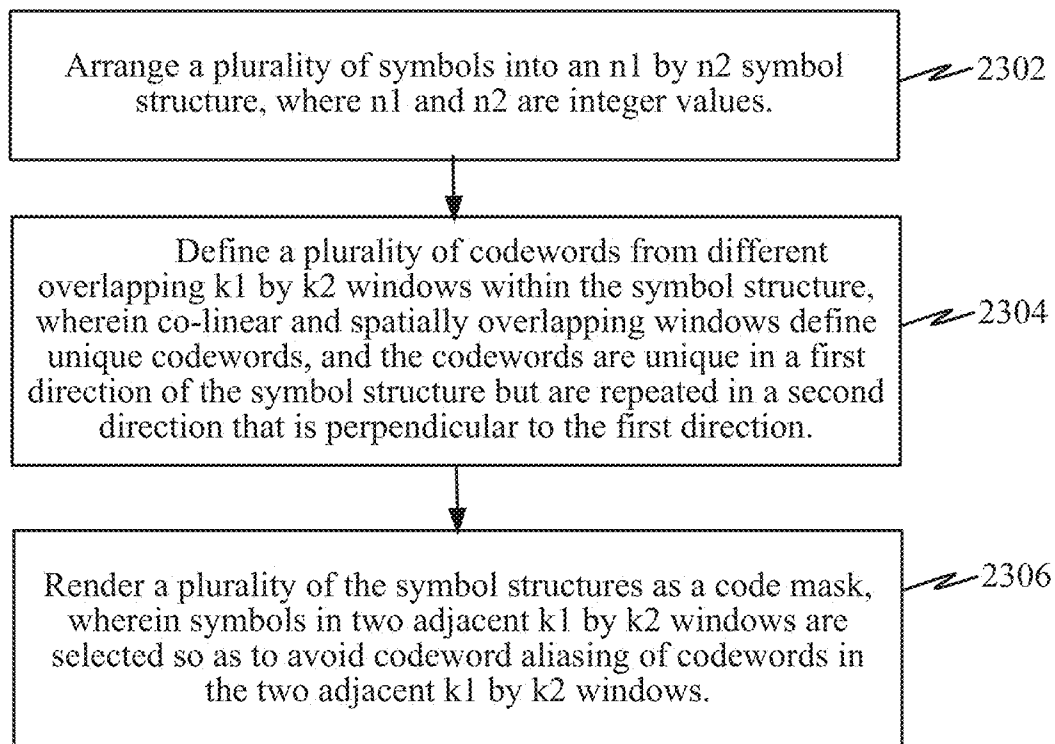 Arrange a plurality of symbols into an n1 by n2 symbol
structure, where n1 and n2 are integer values.
2302
Define a plurality of codewords from different
overlapping k1 by k2 windows within the symbol structure,
wherein co-linear and spatially overlapping windows define
unique codewords, and the codewords are unique in a first
direction of the symbol structure but are repeated in a second
direction that is perpendicular to the first direction.
2304
Render a plurality of the symbol structures as a code mask,
wherein symbols in two adjacent k1 by k2 windows are
selected so as to avoid codeword aliasing of codewords in
the two adjacent k1 by k2 windows.
2306